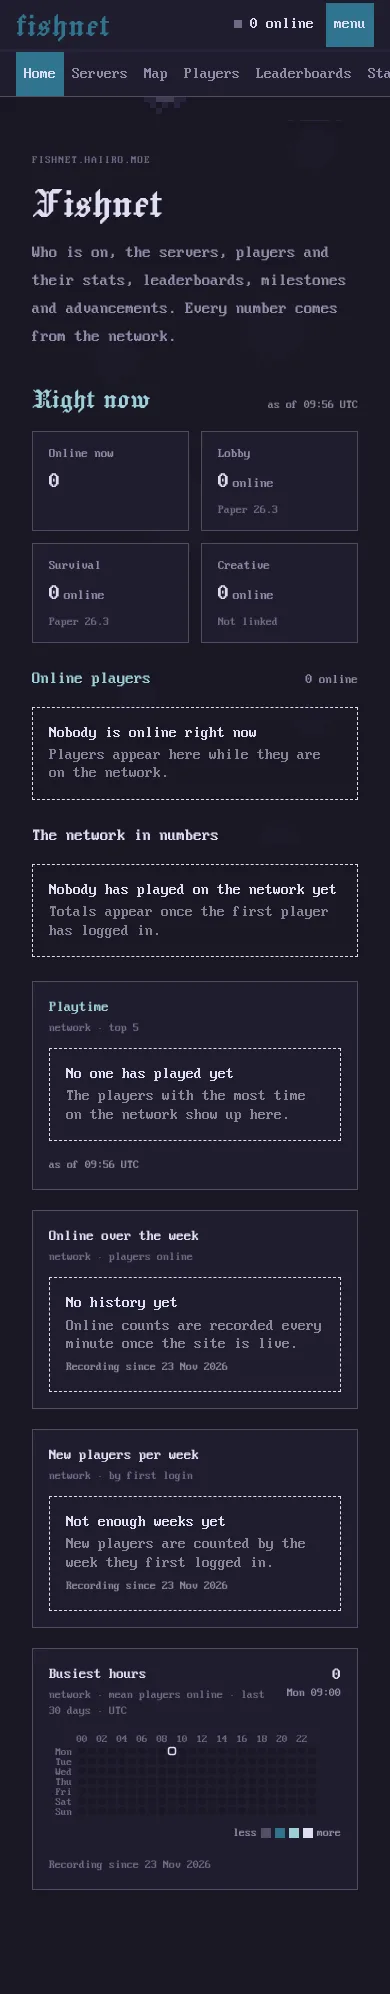 fishnet
0 online
menu
Home Servers Map Players Leaderboards Sta
FISHNET.HAIIRO.MOE
Fishnet
Who is on, the servers, players and
their stats, leaderboards, milestones
and advancements. Every number comes
from the network.
Right now
as of 09:56 UTC
Online now
0
Lobby
0 online
Paper 26.3
Survival
0 online
Paper 26.3
Creative
0 online
Not linked
Online players
0 online
Nobody is online right now
Players appear here while they are
on the network.
The network in numbers
Nobody has played on the network yet
Totals appear once the first player
has logged in.
Playtime
network · top 5
No one has played yet
The players with the most time
on the network show up here.
as of 09:56 UTC
Online over the week
network · players online
No history yet
Online counts are recorded every
minute once the site is live.
Recording since 23 Nov 2026
New players per week
network · by first login
Not enough weeks yet
New players are counted by the
week they first logged in.
Recording since 23 Nov 2026
Busiest hours
0
network · mean players online · last
30 days · UTC
Mon 09:00
00 02 04 06 08 10 12 14 16 18 20 22
Mon
Tue
Wed
Thu
Fri
Sat
Sun
less more
Recording since 23 Nov 2026